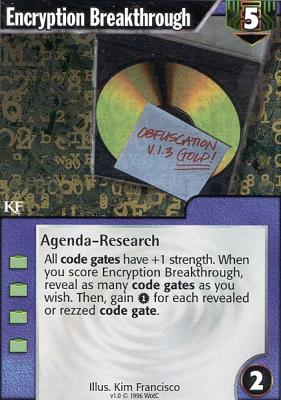 Encryption Breakthrough
5
OBFUSCATION
V.1.3 GOLD!
KF
Agenda-Research
All code gates have +1 strength. When
you score Encryption Breakthrough,
reveal as many code gates as you
wish. Then, gain 1 for each revealed
or rezzed code gate.
2
Illus. Kim Francisco
v1.0 © 1996 WotC